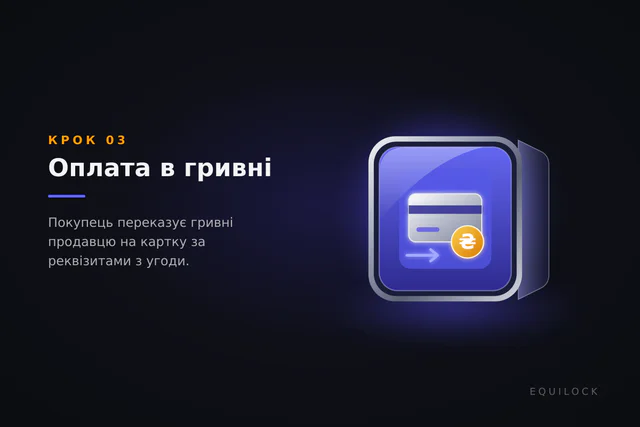 КРОК 03
Оплата в гривні
Покупець переказує гривні
продавцю на картку за
реквізитами з угоди.
₴
EQUILOCK